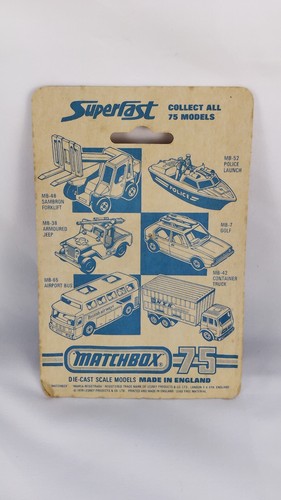 SuperFast
COLLECT ALL
75 MODELS
MB-48
SAMBRON
FORKLIFT
MB-52
POLICE
LAUNCH
POLICE
MB-38
ARMOURED
JEEP
MB-7
GOLF
MB-65
AIRPORT BUS
MB-42
CONTAINER
TRUCK
MATCHBOX 75
DIE-CAST SCALE MODELS MADE IN ENGLAND